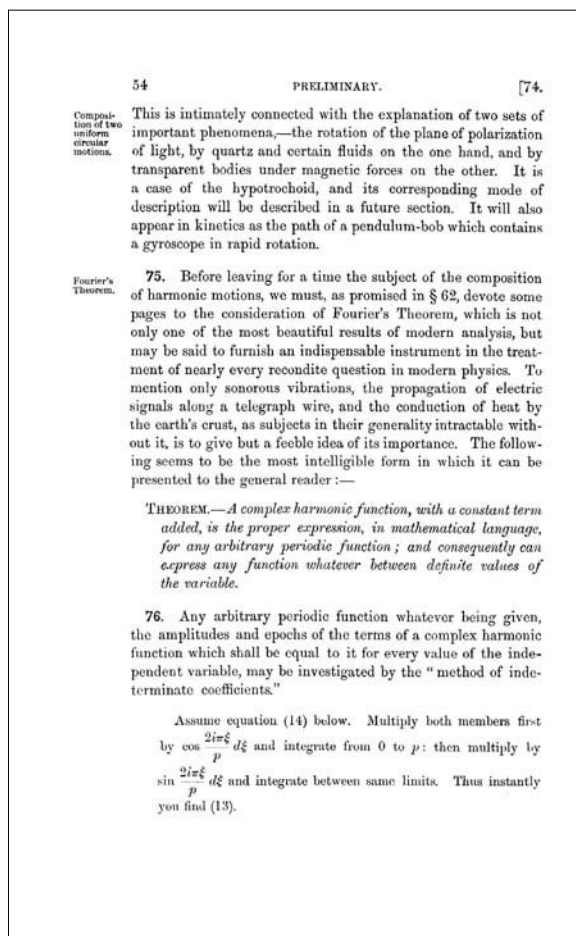 54 PRELIMINARY. [74.
Composi-
tion of two
uniform
circular
motions.
This is intimately connected with the explanation of two sets of
important phenomena,—the rotation of the plane of polarization
of light, by quartz and certain fluids on the one hand, and by
transparent bodies under magnetic forces on the other. It is
a case of the hypotrochoid, and its corresponding mode of
description will be described in a future section. It will also
appear in kinetics as the path of a pendulum-bob which contains
a gyroscope in rapid rotation.
Fourier's
Theorem.
75. Before leaving for a time the subject of the composition
of harmonic motions, we must, as promised in § 62, devote some
pages to the consideration of Fourier's Theorem, which is not
only one of the most beautiful results of modern analysis, but
may be said to furnish an indispensable instrument in the treat-
ment of nearly every recondite question in modern physics. To
mention only sonorous vibrations, the propagation of electric
signals along a telegraph wire, and the conduction of heat by
the earth's crust, as subjects in their generality intractable with-
out it, is to give but a feeble idea of its importance. The follow-
ing seems to be the most intelligible form in which it can be
presented to the general reader :—
THEOREM.—A complex harmonic function, with a constant term
added, is the proper expression, in mathematical language,
for any arbitrary periodic function ; and consequently can
express any function whatever between definite values of
the variable.
76. Any arbitrary periodic function whatever being given,
the amplitudes and epochs of the terms of a complex harmonic
function which shall be equal to it for every value of the inde-
pendent variable, may be investigated by the “ method of inde-
terminate coefficients.”
Assume equation (14) below. Multiply both members first
by cos 2iπξ/p dξ and integrate from 0 to p : then multiply by
sin 2iπξ/p dξ and integrate between same limits. Thus instantly
you find (13).